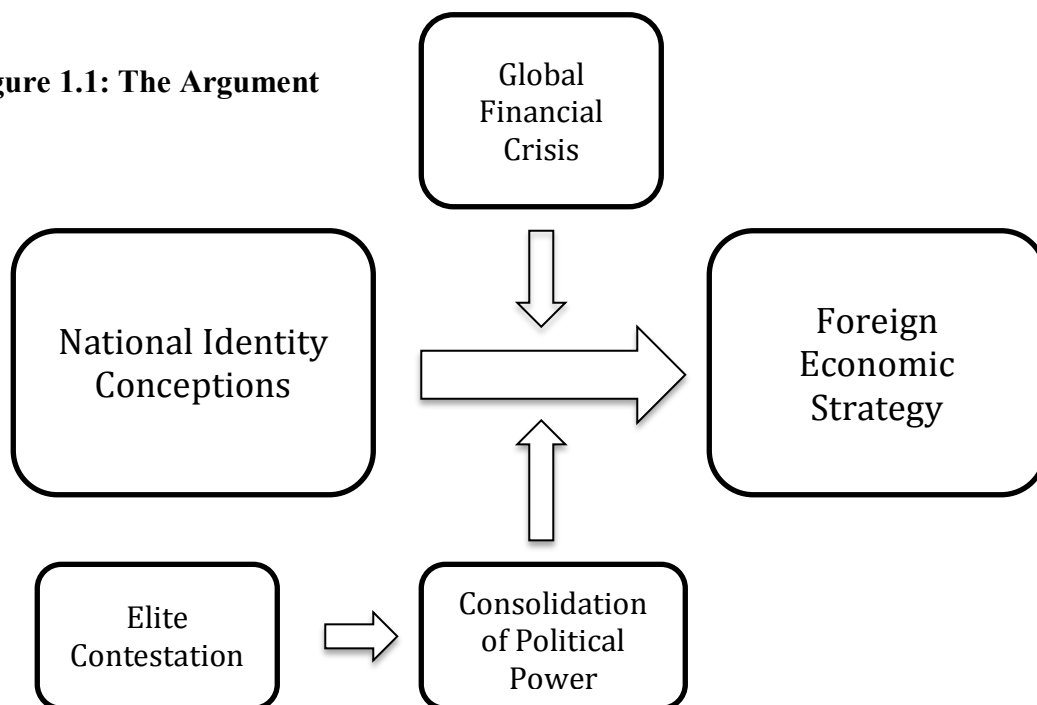 gure 1.1: The Argument
Global
Financial
Crisis
National Identity
Conceptions
Foreign
Economic
Strategy
Elite
Contestation
Consolidation
of Political
Power